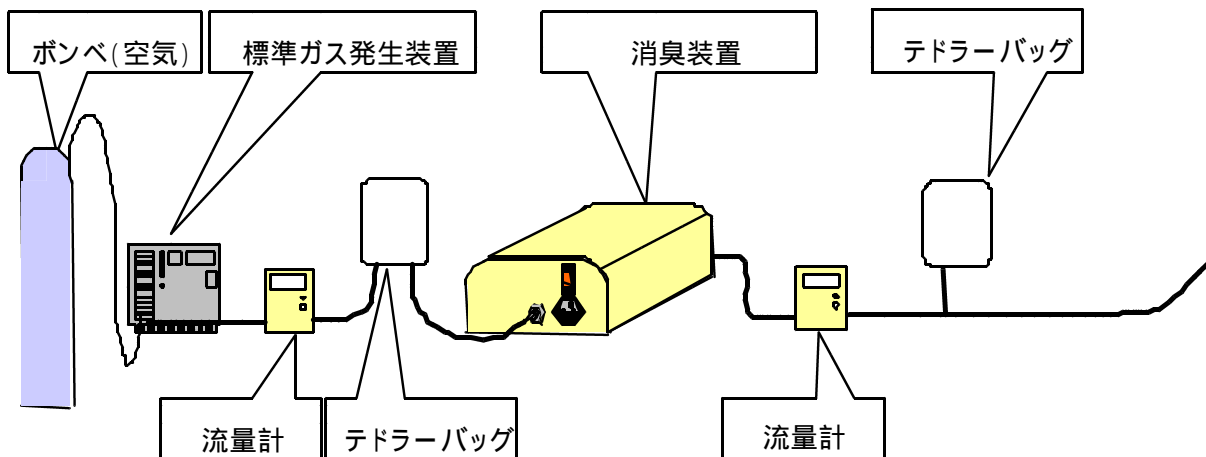 ボンベ(空気)
標準ガス発生装置
消臭装置
テドラーバッグ
流量計
テドラーバッグ
流量計